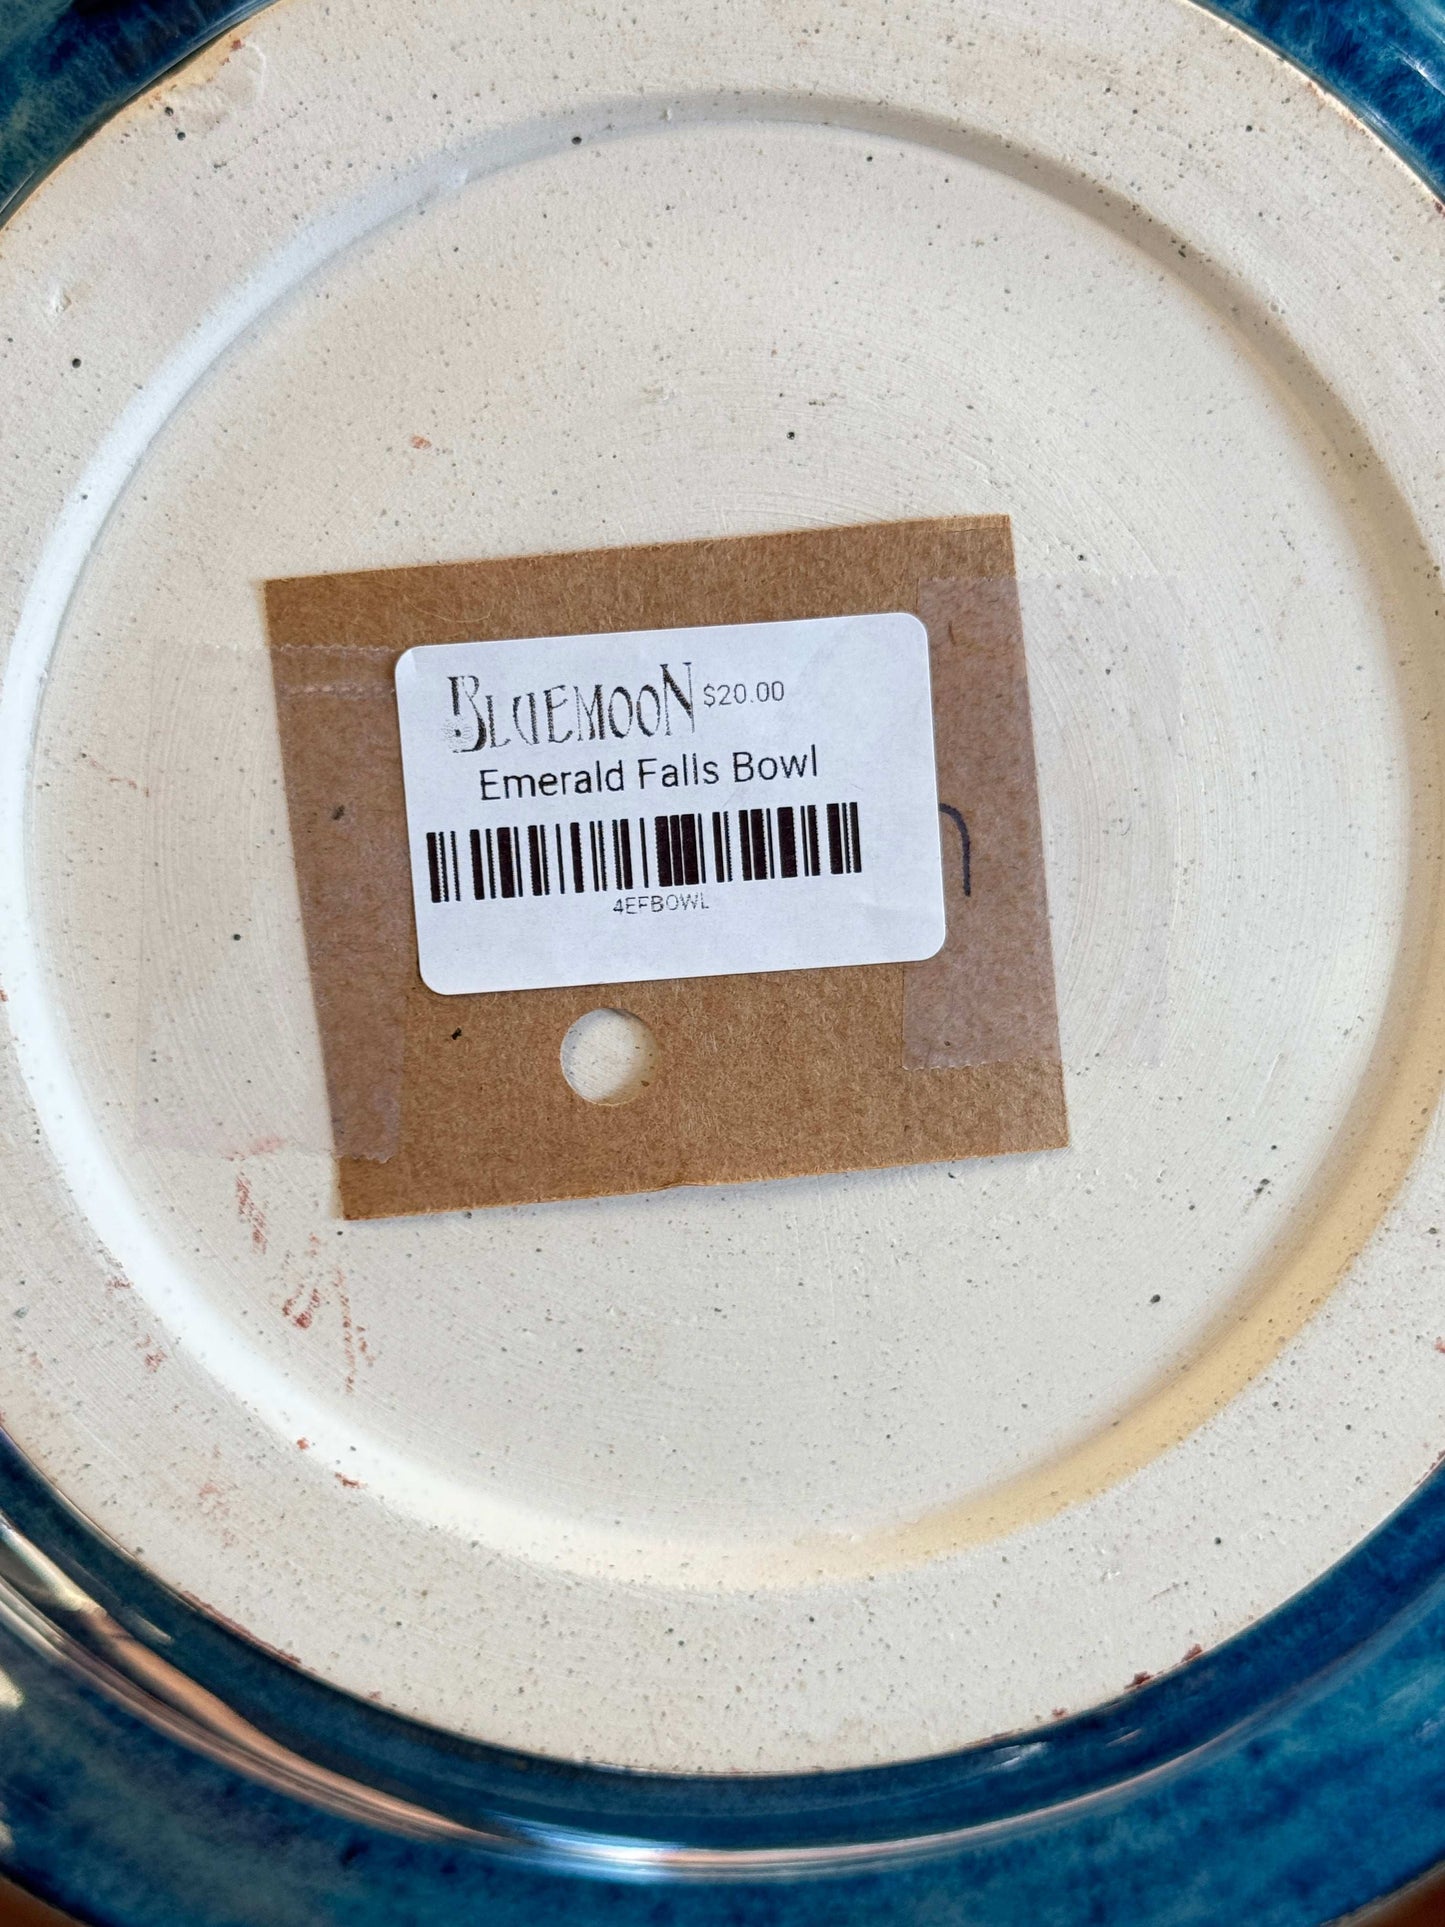 BLUEMOON $20.00
Emerald Falls Bowl
4EFBOWL